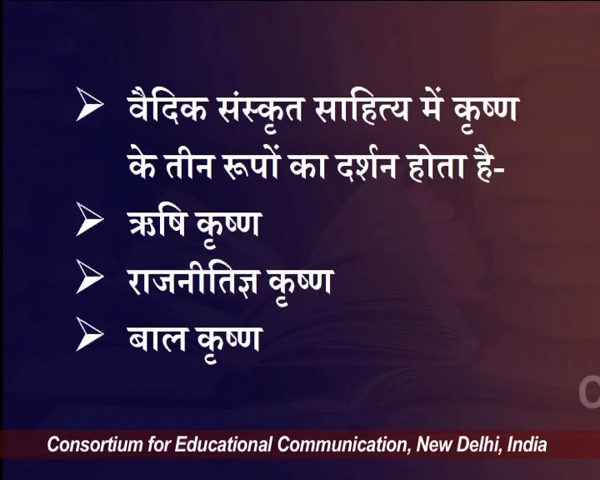 ➢ वैदिक संस्कृत साहित्य में कृष्ण
के तीन रूपों का दर्शन होता है-
➢ ऋषि कृष्ण
➢ राजनीतिज्ञ कृष्ण
➢ बाल कृष्ण
Consortium for Educational Communication, New Delhi, India